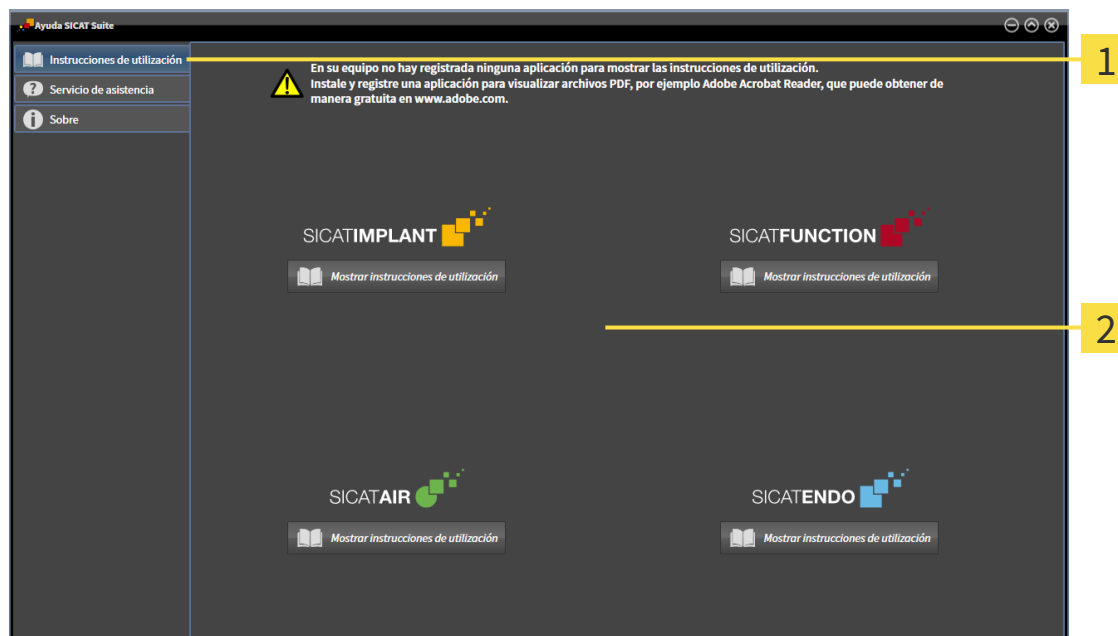 Ayuda SICAT Suite
Instrucciones de utilización
1
Servicio de asistencia
Sobre
En su equipo no hay registrada ninguna aplicación para mostrar las instrucciones de utilización.
Instale y registre una aplicación para visualizar archivos PDF, por ejemplo Adobe Acrobat Reader, que puede obtener de
manera gratuita en www.adobe.com.
SICATIMPLANT
Mostrar instrucciones de utilización
SICATFUNCTION
Mostrar instrucciones de utilización
2
SICATAIR
Mostrar instrucciones de utilización
SICATENDO
Mostrar instrucciones de utilización